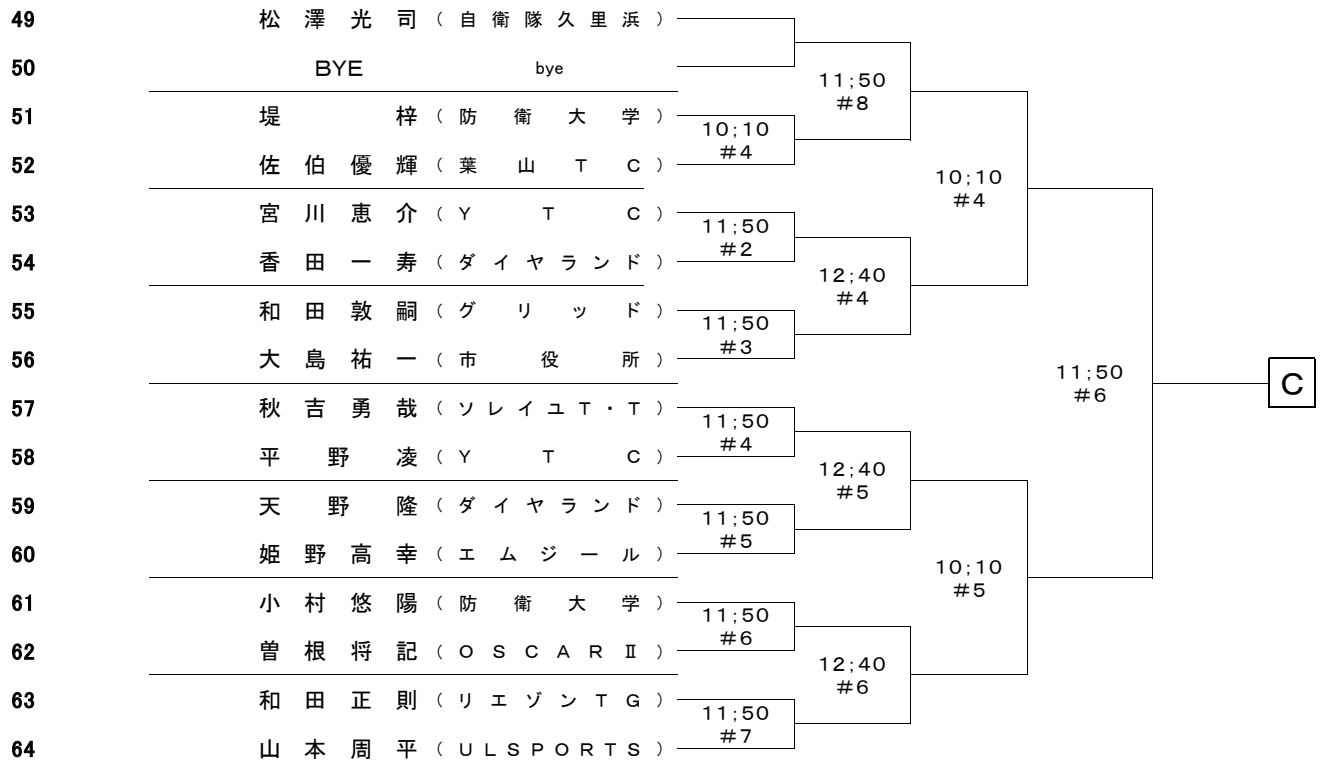 49 松澤光司（自衛隊久里浜）
50 BYE bye
11;50
#8
51 堤 梓（防衛大学）
10;10
#4
52 佐伯優輝（葉山TC）
10;10
#4
53 宮川恵介（YTC）
11;50
#2
54 香田一寿（ダイヤランド）
12;40
#4
55 和田敦嗣（グリッド）
11;50
#3
56 大島祐一（市役所）
11;50
#6
C
57 秋吉勇哉（ソレイユT・T）
11;50
#4
58 平野凌（YTC）
12;40
#5
59 天野隆（ダイヤランド）
11;50
#5
60 姫野高幸（エムジール）
10;10
#5
61 小村悠陽（防衛大学）
11;50
#6
62 曽根将記（OSCARⅡ）
12;40
#6
63 和田正則（リエゾンTG）
11;50
#7
64 山本周平（ULSPORTS）